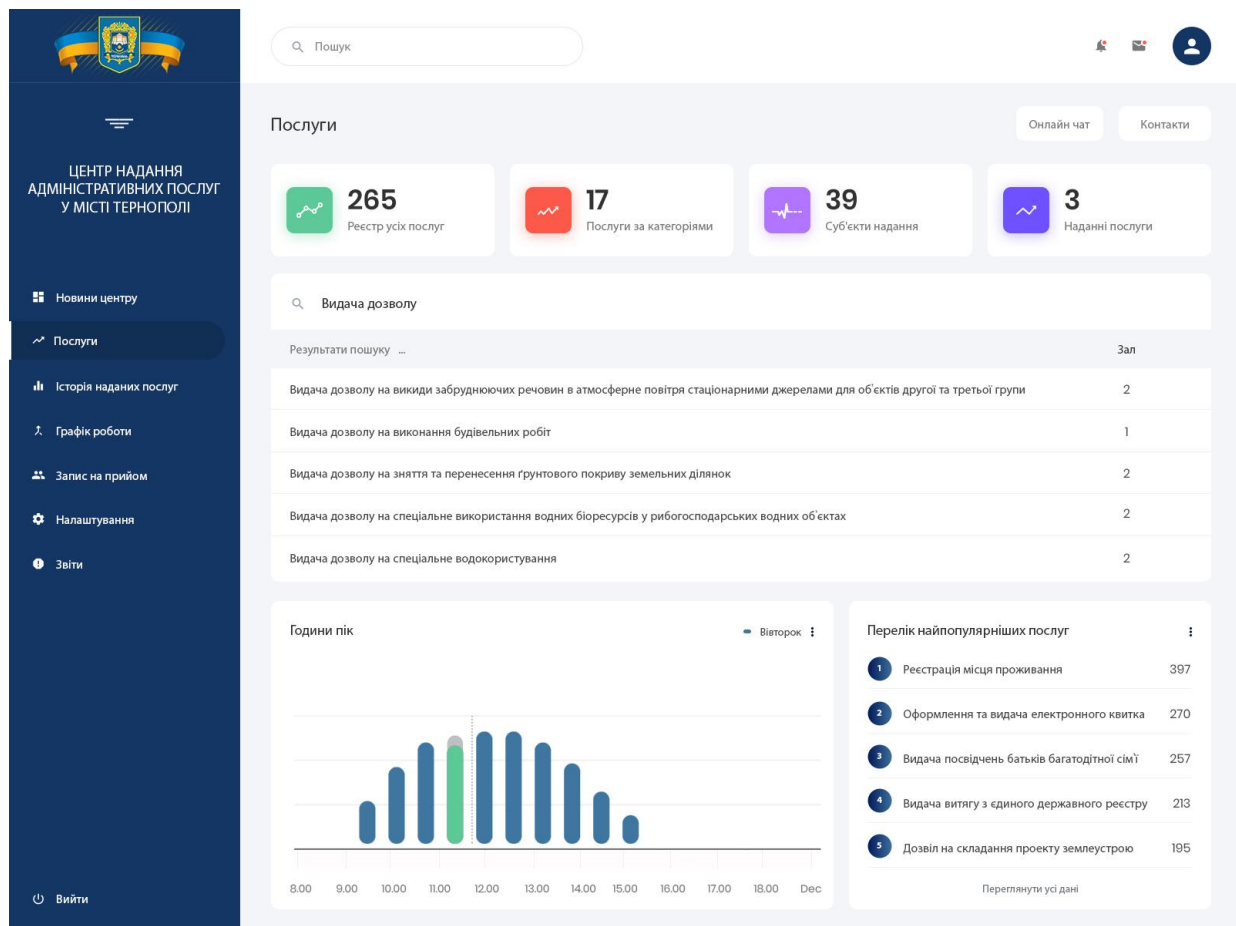 Пошук
ЦЕНТР НАДАННЯ
АДМІНІСТРАТИВНИХ ПОСЛУГ
У МІСТІ ТЕРНОПОЛІ
Новини центру
Послуги
Історія наданих послуг
Графік роботи
Запис на прийом
Налаштування
Звіти
Вийти
Послуги
Онлайн чат
Контакти
265
Реєстр усіх послуг
17
Послуги за категоріями
39
Суб'єкти надання
3
Наданні послуги
Видача дозволу
Результати пошуку ... Зал
Видача дозволу на викиди забруднюючих речовин в атмосферне повітря стаціонарними джерелами для об'єктів другої та третьої групи 2
Видача дозволу на виконання будівельних робіт 1
Видача дозволу на зняття та перенесення ґрунтового покриву земельних ділянок 2
Видача дозволу на спеціальне використання водних біоресурсів у рибогосподарських водних об'єктах 2
Видача дозволу на спеціальне водокористування 2
Години пік
Вівторок
8.00 9.00 10.00 11.00 12.00 13.00 14.00 15.00 16.00 17.00 18.00 Dec
Перелік найпопулярніших послуг
1 Реєстрація місця проживання 397
2 Оформлення та видача електронного квитка 270
3 Видача посвідчень батьків багатодітної сім'ї 257
4 Видача витягу з єдиного державного реєстру 213
5 Дозвіл на складання проекту землеустрою 195
Переглянути усі дані